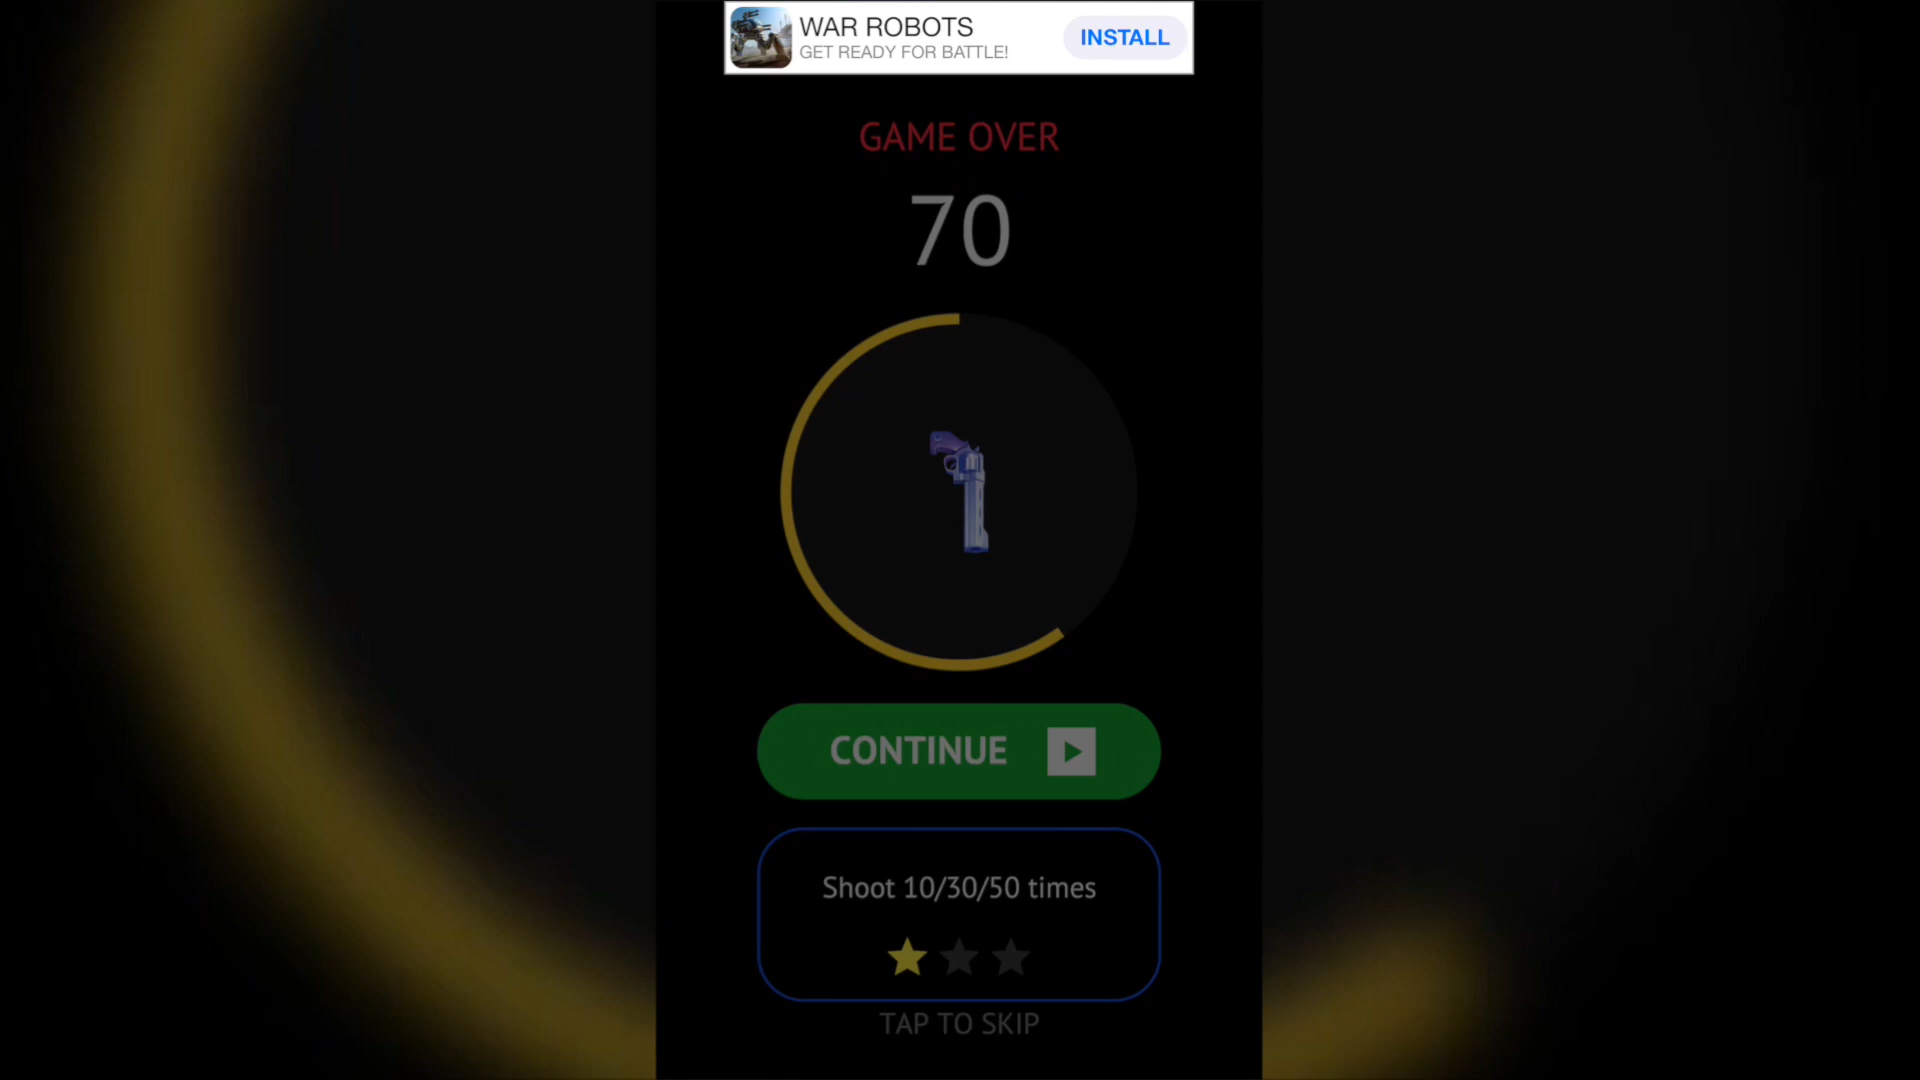 WAR ROBOTS
GET READY FOR BATTLE!
INSTALL
GAME OVER
70
CONTINUE
Shoot 10/30/50 times
TAP TO SKIP